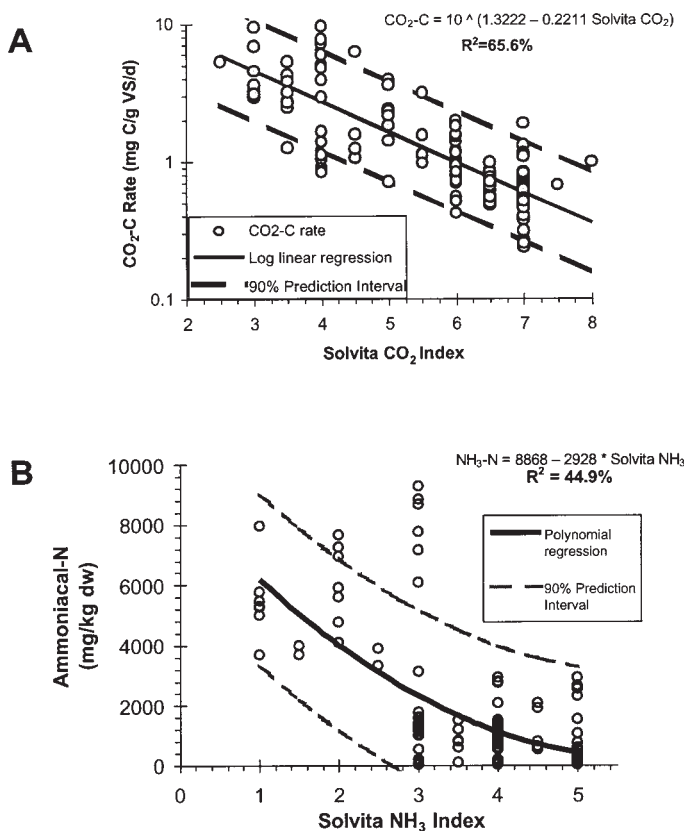 A
CO₂-C = 10 ^ (1.3222 – 0.2211 Solvita CO₂)
R²=65.6%
10
1
0.1
CO₂-C Rate (mg C/g VS/d)
CO2-C rate
Log linear regression
90% Prediction Interval
2 3 4 5 6 7 8
Solvita CO₂ Index
B
NH₃-N = 8868 – 2928 * Solvita NH₃
R² = 44.9%
10000
8000
6000
4000
2000
0
Ammoniacal-N
(mg/kg dw)
Polynomial
regression
90% Prediction
Interval
0 1 2 3 4 5
Solvita NH₃ Index